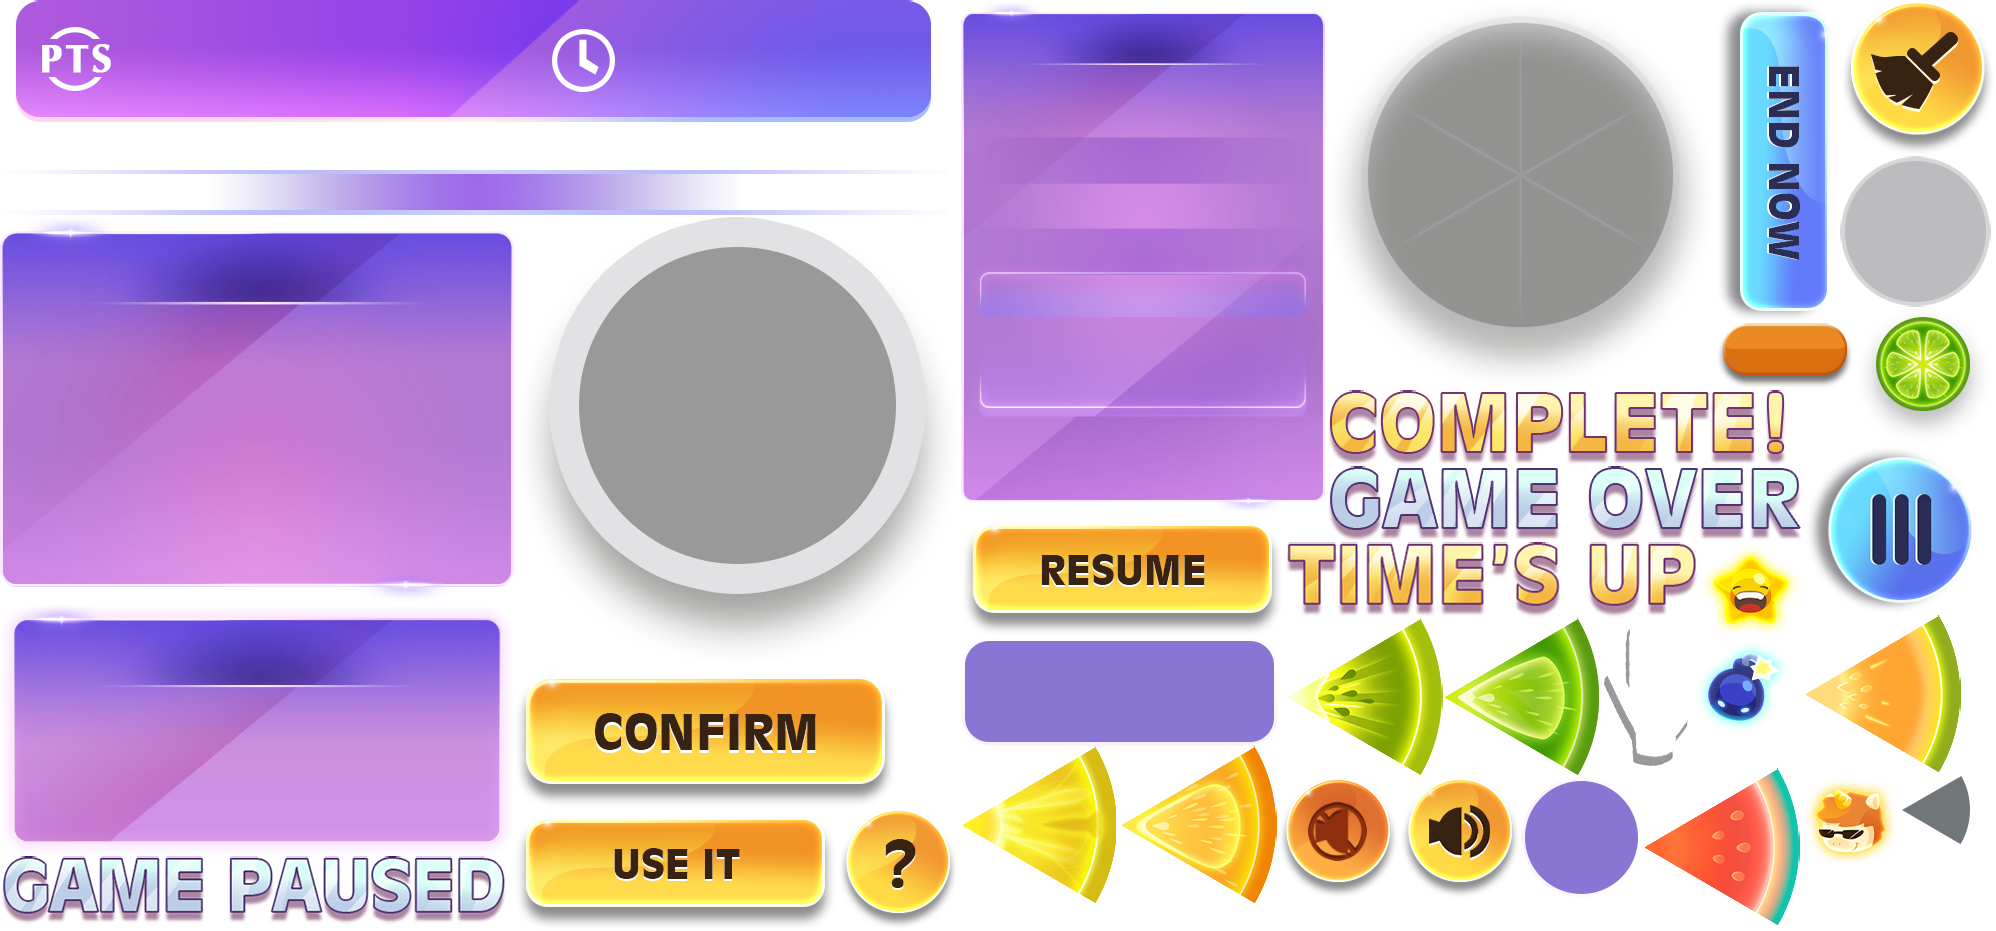 PTS
END NOW
COMPLETE!
GAME OVER
TIME'S UP
RESUME
CONFIRM
USE IT
?
GAME PAUSED